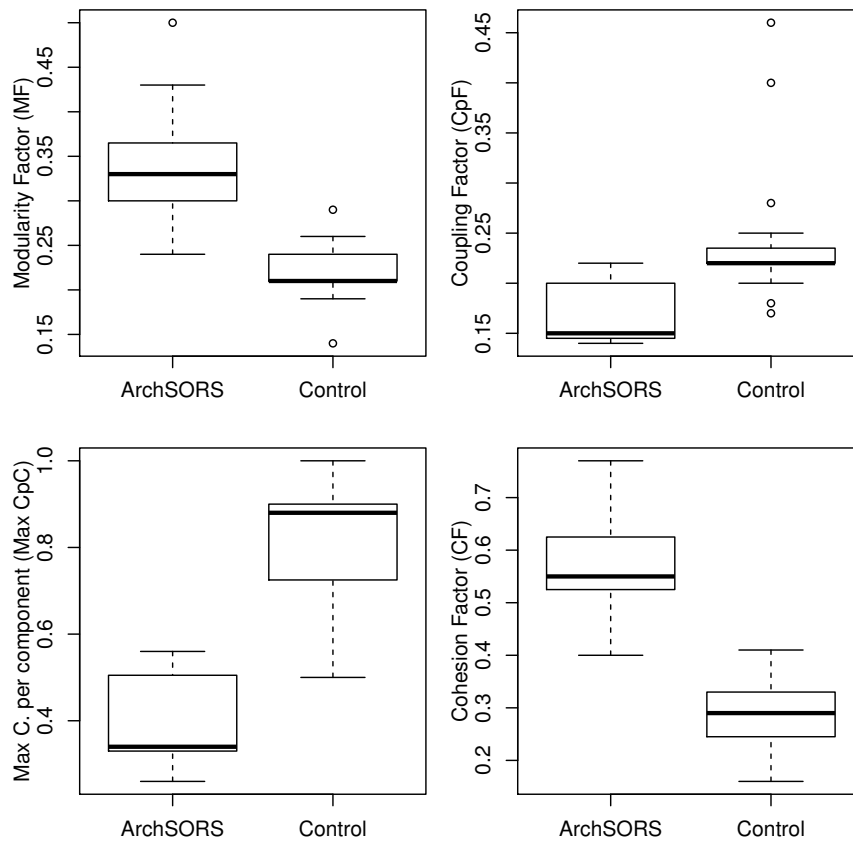 Modularity Factor (MF)
0.45
0.35
0.25
0.15
ArchSORS Control
Coupling Factor (CpF)
0.45
0.35
0.25
0.15
ArchSORS Control
Max C. per component (Max CpC)
1.0
0.8
0.6
0.4
ArchSORS Control
Cohesion Factor (CF)
0.7
0.6
0.5
0.4
0.3
0.2
ArchSORS Control